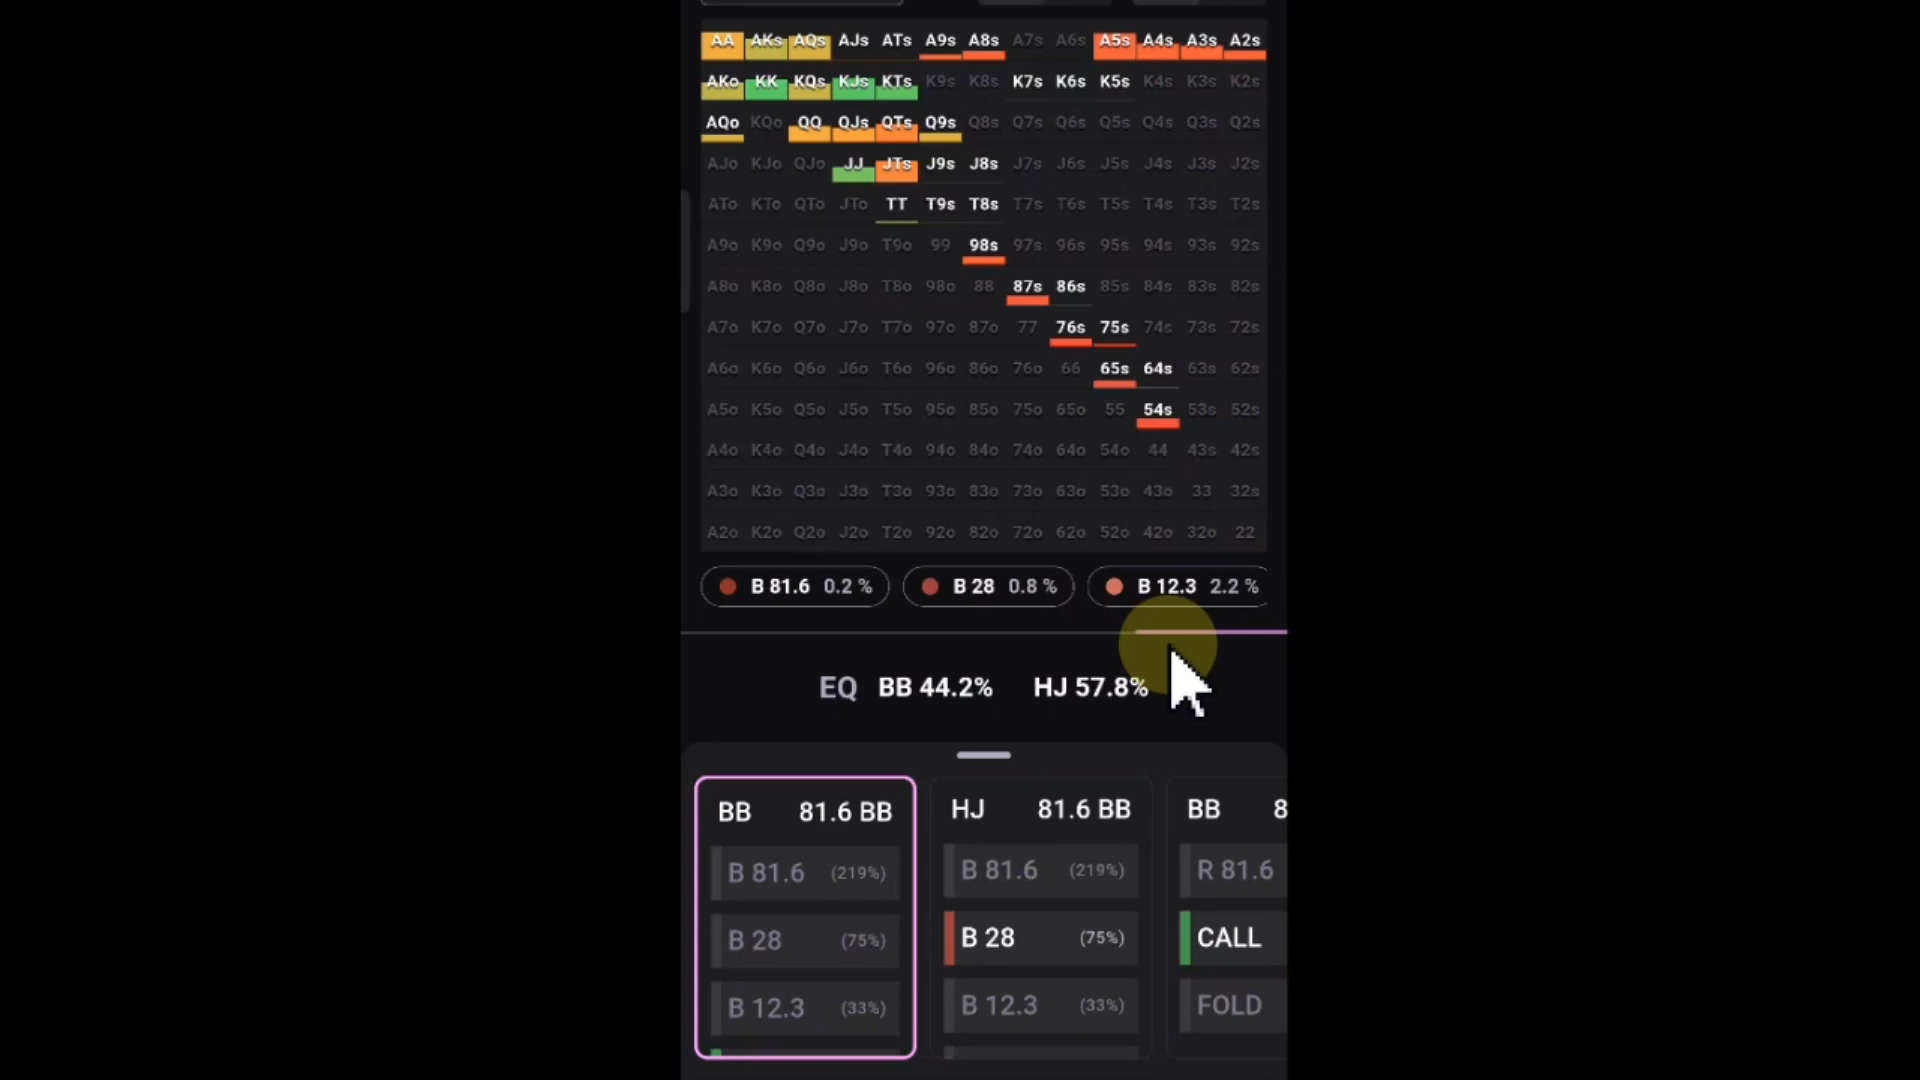 AA AKs AQs AJs ATs A9s A8s A7s A6s A5s A4s A3s A2s
AKo KK KQs KJs KTs K9s K8s K7s K6s K5s K4s K3s K2s
AQo KQo QQ QJs QTs Q9s Q8s Q7s Q6s Q5s Q4s Q3s Q2s
AJo KJo QJo JJ JTs J9s J8s J7s J6s J5s J4s J3s J2s
ATo KTo QTo JTo TT T9s T8s T7s T6s T5s T4s T3s T2s
A9o K9o Q9o J9o T9o 99 98s 97s 96s 95s 94s 93s 92s
A8o K8o Q8o J8o T8o 98o 88 87s 86s 85s 84s 83s 82s
A7o K7o Q7o J7o T7o 97o 87o 77 76s 75s 74s 73s 72s
A6o K6o Q6o J6o T6o 96o 86o 76o 66 65s 64s 63s 62s
A5o K5o Q5o J5o T5o 95o 85o 75o 65o 55 54s 53s 52s
A4o K4o Q4o J4o T4o 94o 84o 74o 64o 54o 44 43s 42s
A3o K3o Q3o J3o T3o 93o 83o 73o 63o 53o 43o 33 32s
A2o K2o Q2o J2o T2o 92o 82o 72o 62o 52o 42o 32o 22
B 81.6 0.2 % B 28 0.8 % B 12.3 2.2 %
EQ BB 44.2% HJ 57.8%
BB 81.6 BB HJ 81.6 BB BB 8
B 81.6 (219%) B 81.6 (219%) R 81.6
B 28 (75%) B 28 (75%) CALL
B 12.3 (33%) B 12.3 (33%) FOLD